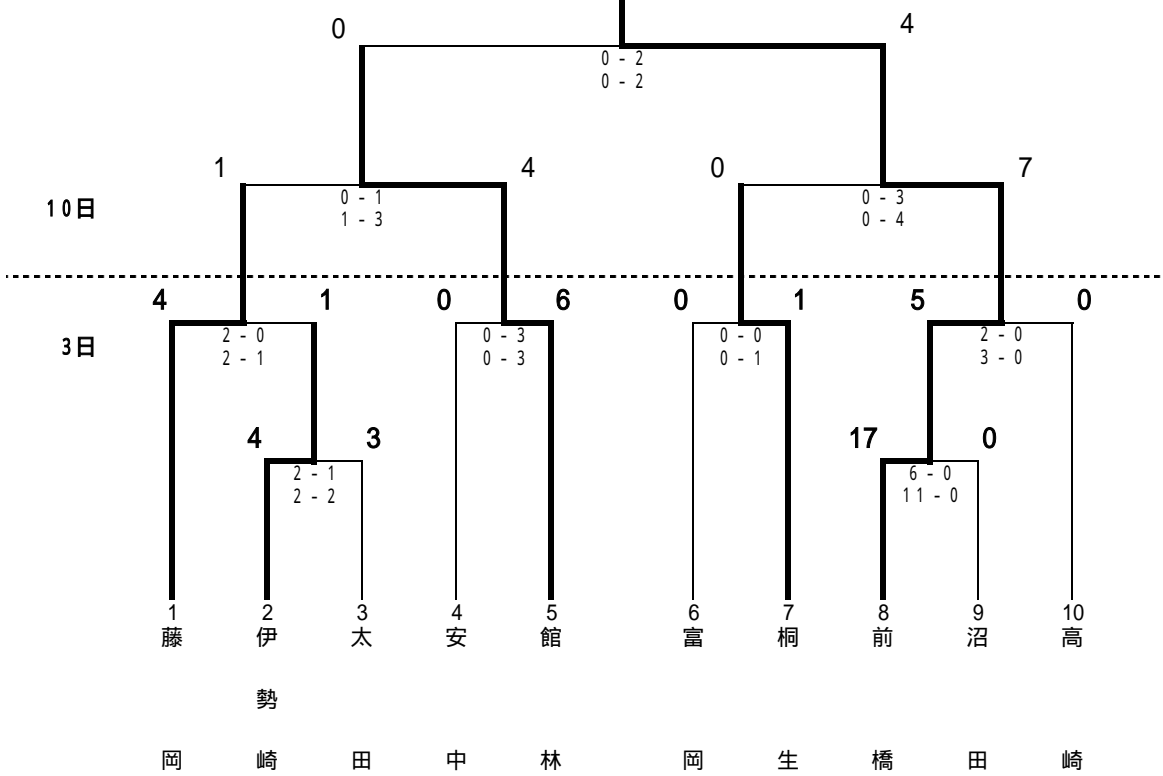 0 4
0 - 2
0 - 2
1 4 0 7
10日
0 - 1 0 - 3
1 - 3 0 - 4
4 1 0 6 0 1 5 0
3日
2 - 0 0 - 3 0 - 0 2 - 0
2 - 1 0 - 3 0 - 1 3 - 0
4 3 17 0
2 - 1 6 - 0
2 - 2 11 - 0
1 2 3 4 5 6 7 8 9 10
藤岡
伊勢崎
太田
安中
館林
富岡
桐生
前橋
沼田
高崎